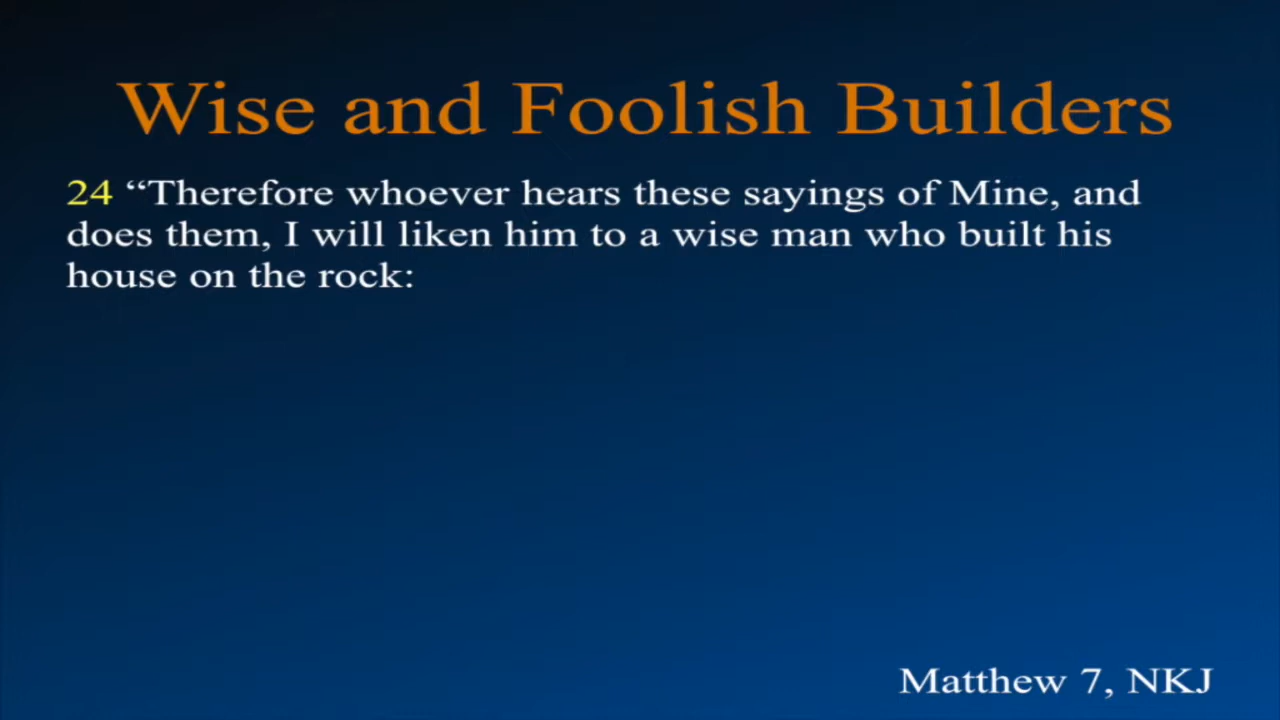 Wise and Foolish Builders
24 “Therefore whoever hears these sayings of Mine, and
does them, I will liken him to a wise man who built his
house on the rock:
Matthew 7, NKJ